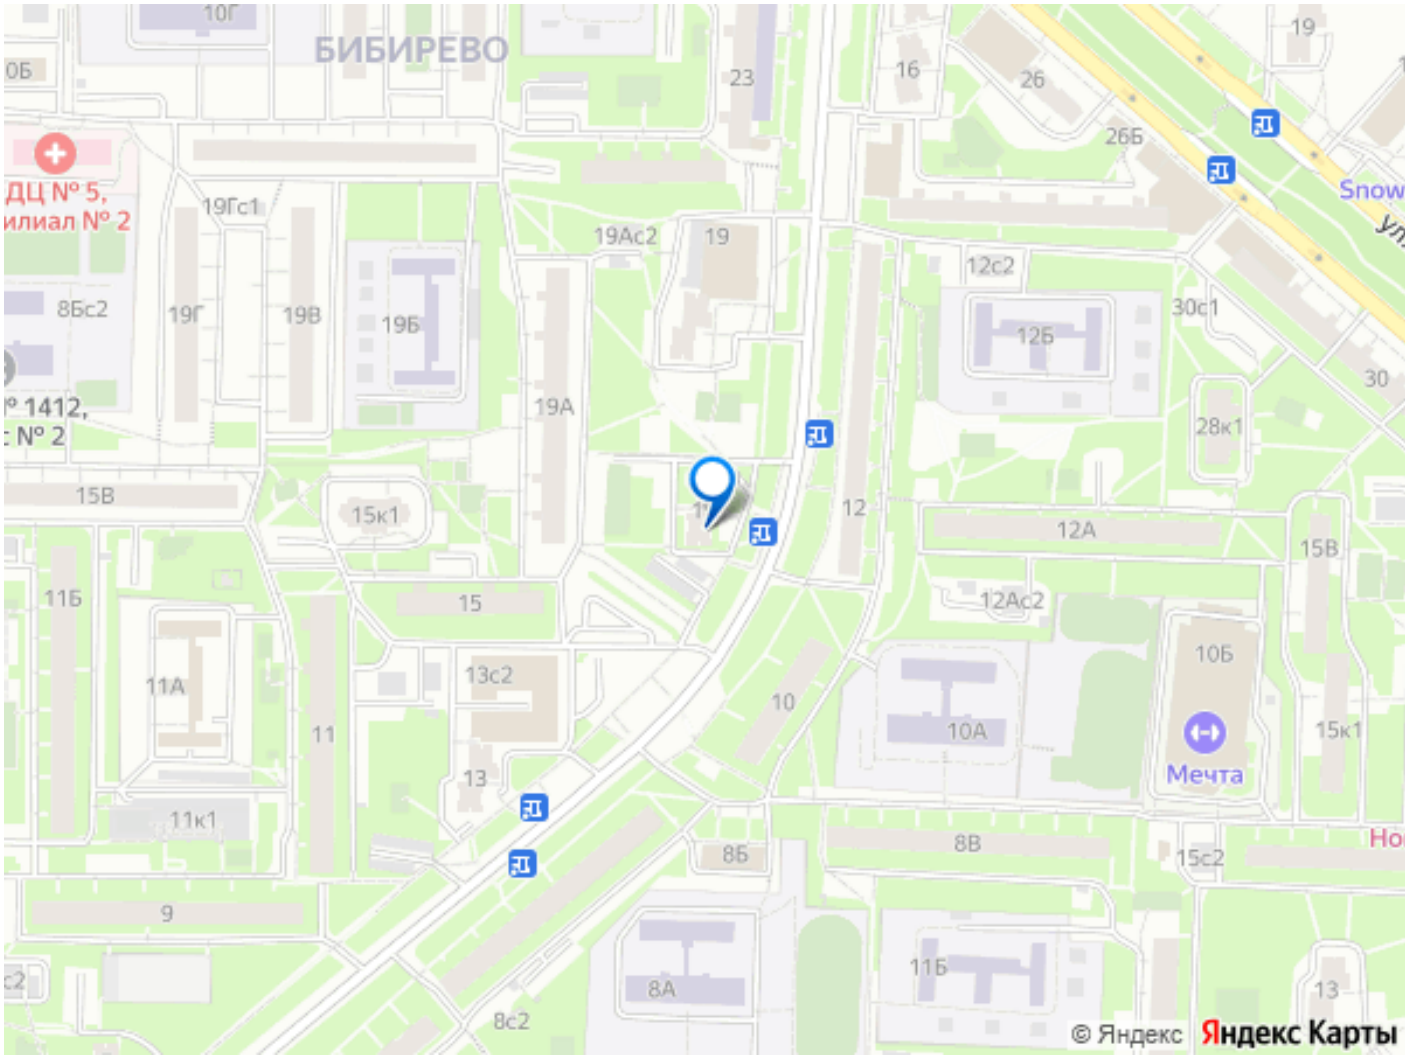 10Г
БИБИРЕВО
19
0Б
16
26
23
26Б
ДЦ № 5,
илиал № 2
Snow
19Гс1
19Ас2
19
12с2
8Бс2
19Г
19В
19Б
30с1
12Б
30
№ 1412,
с № 2
19А
28к1
15В
15к1
12
12А
15В
11Б
15
12Ас2
10Б
13с2
11А
10
10А
11
15к1
13
Мечта
11к1
8Б
8В
15с2
9
11Б
с2
8А
13
8с2
© Яндекс
Яндекс Карты